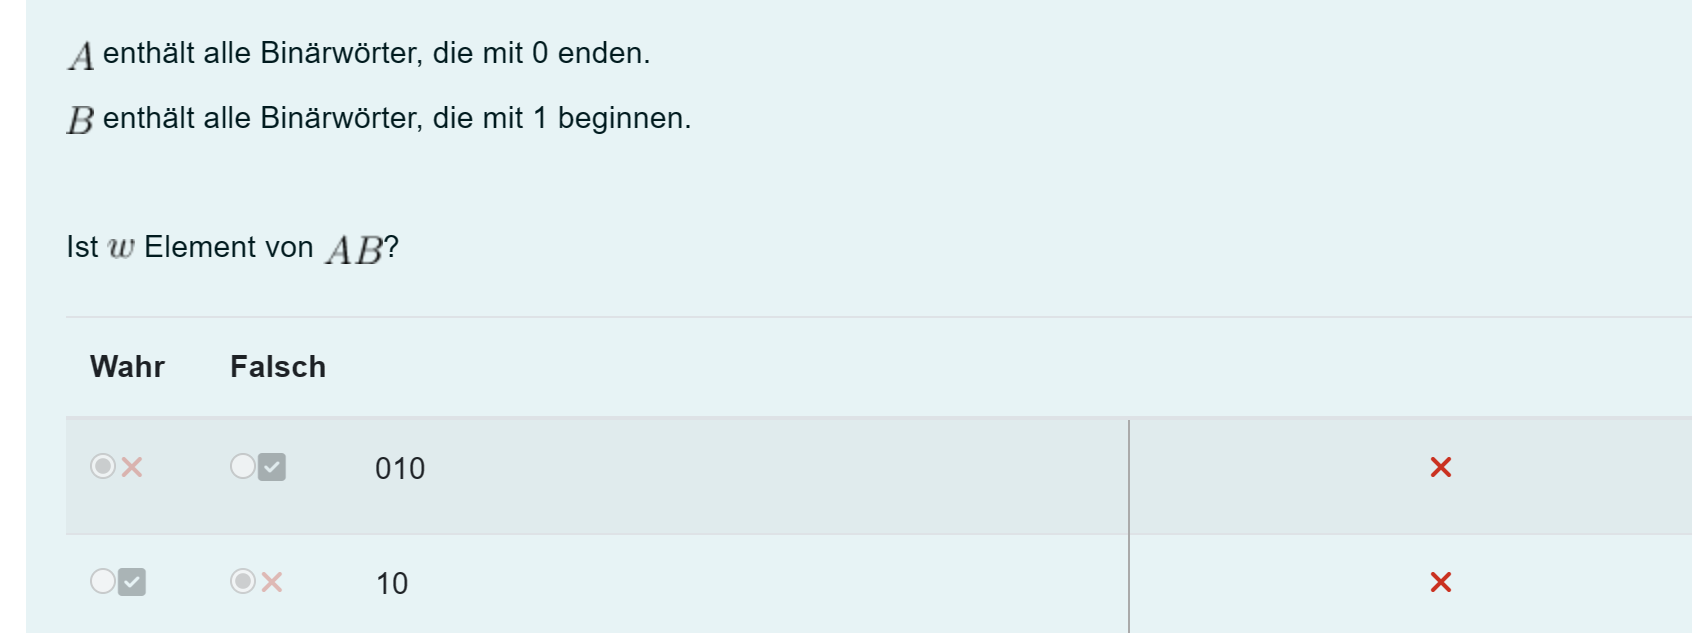 A enthält alle Binärwörter, die mit 0 enden.
B enthält alle Binärwörter, die mit 1 beginnen.
Ist w Element von AB?
Wahr Falsch
010
10